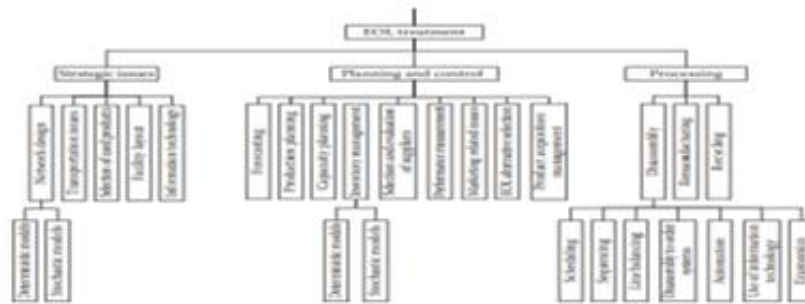 EOL treatment
Strategic issues
Planning and control
Processing
Network design
Transportation issues
Selection of used products
Facility layout
Information technology
Forecasting
Production planning
Capacity planning
Inventory management
Selection and evaluation
of suppliers
Performance measurement
Marketing related issues
EOL alternative selection
Product acquisition
management
Disassembly
Remanufacturing
Recycling
Deterministic models
Stochastic models
Deterministic models
Stochastic models
Scheduling
Sequencing
Line balancing
Disassembly to order
systems
Automation
Use of information
technology
Ergonomics